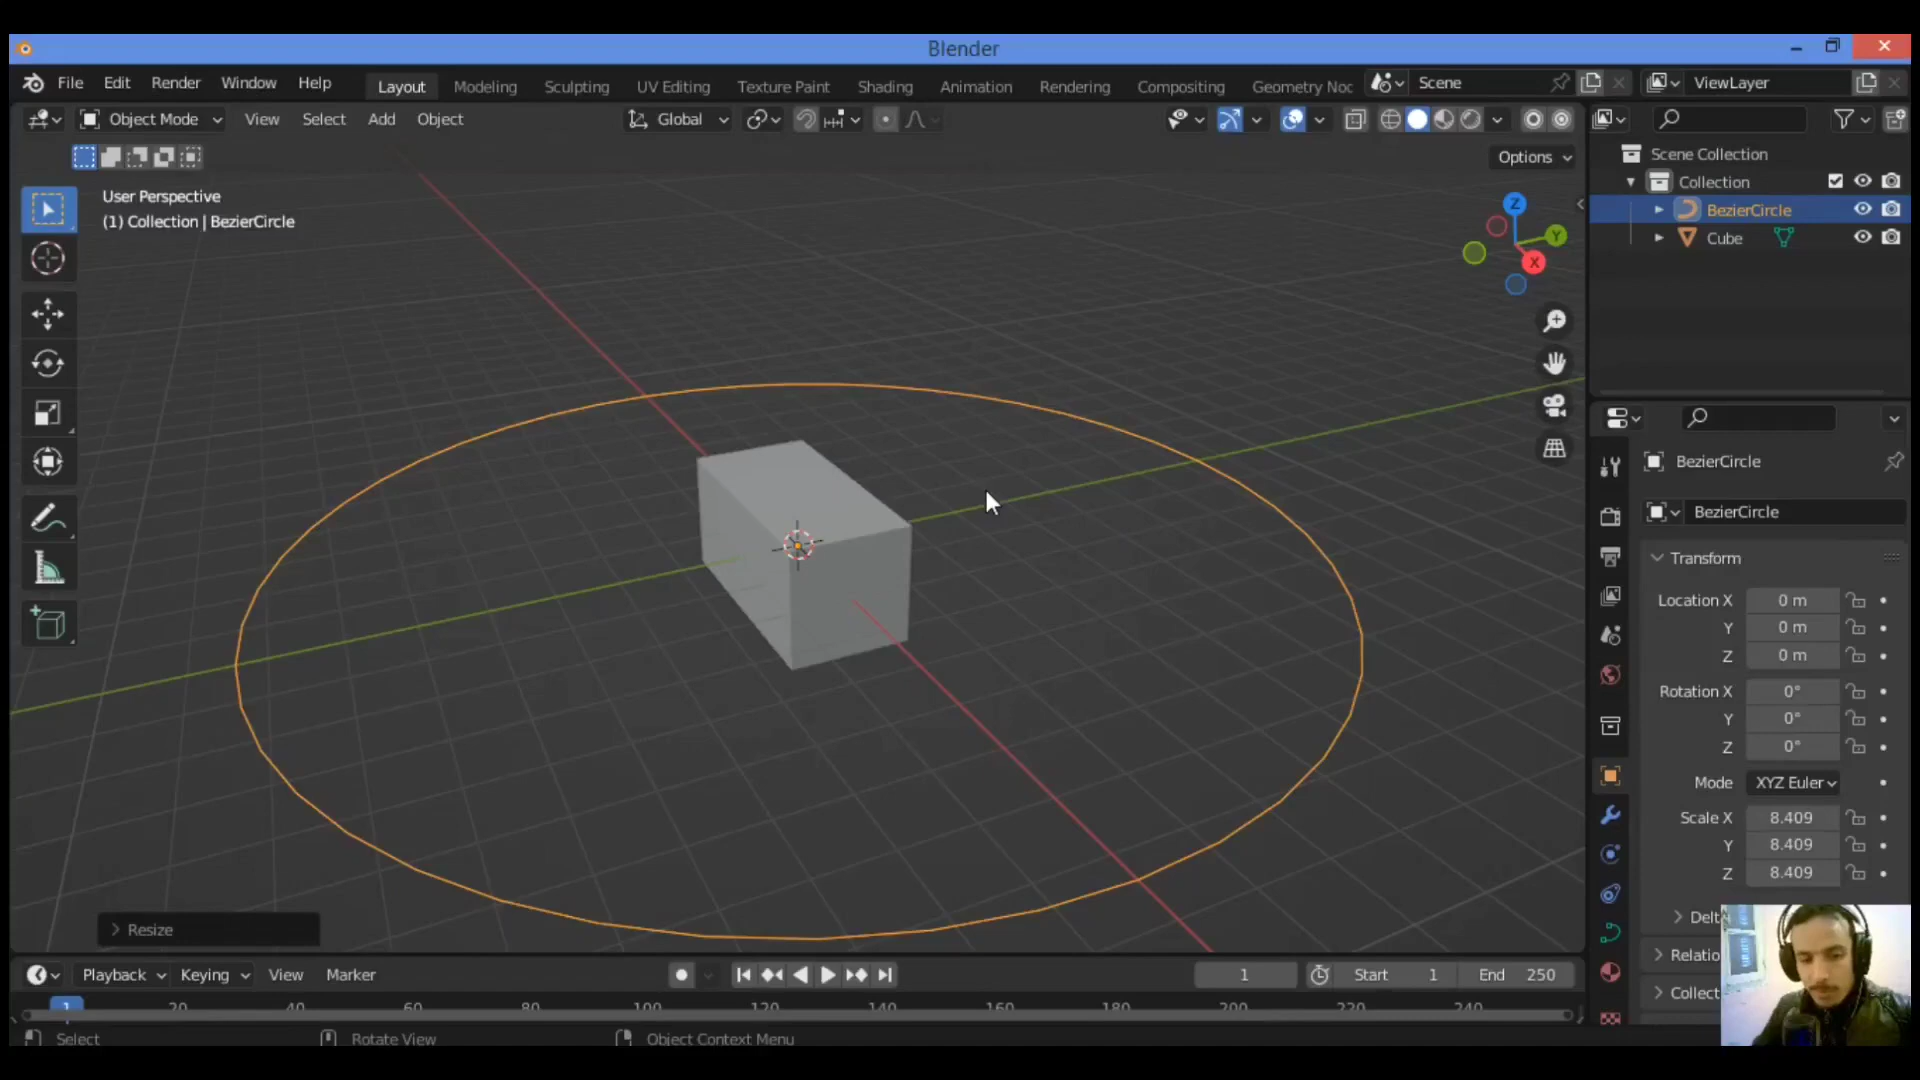 Blender
File Edit Render Window Help Layout Modeling Sculpting UV Editing Texture Paint Shading Animation Rendering Compositing Geometry Noc Scene ViewLayer
Object Mode View Select Add Object Global
Options
User Perspective
(1) Collection | BezierCircle
Z
Y
X
Scene Collection
Collection
BezierCircle
Cube
BezierCircle
BezierCircle
Transform
Location X 0 m
Y 0 m
Z 0 m
Rotation X 0°
Y 0°
Z 0°
Mode XYZ Euler
Scale X 8.409
Y 8.409
Z 8.409
Delt
Relatio
Collect
Resize
Playback Keying View Marker 1 Start 1 End 250
1 20 40 60 80 100 120 140 160 180 200 220 240
Select Rotate View Object Context Menu